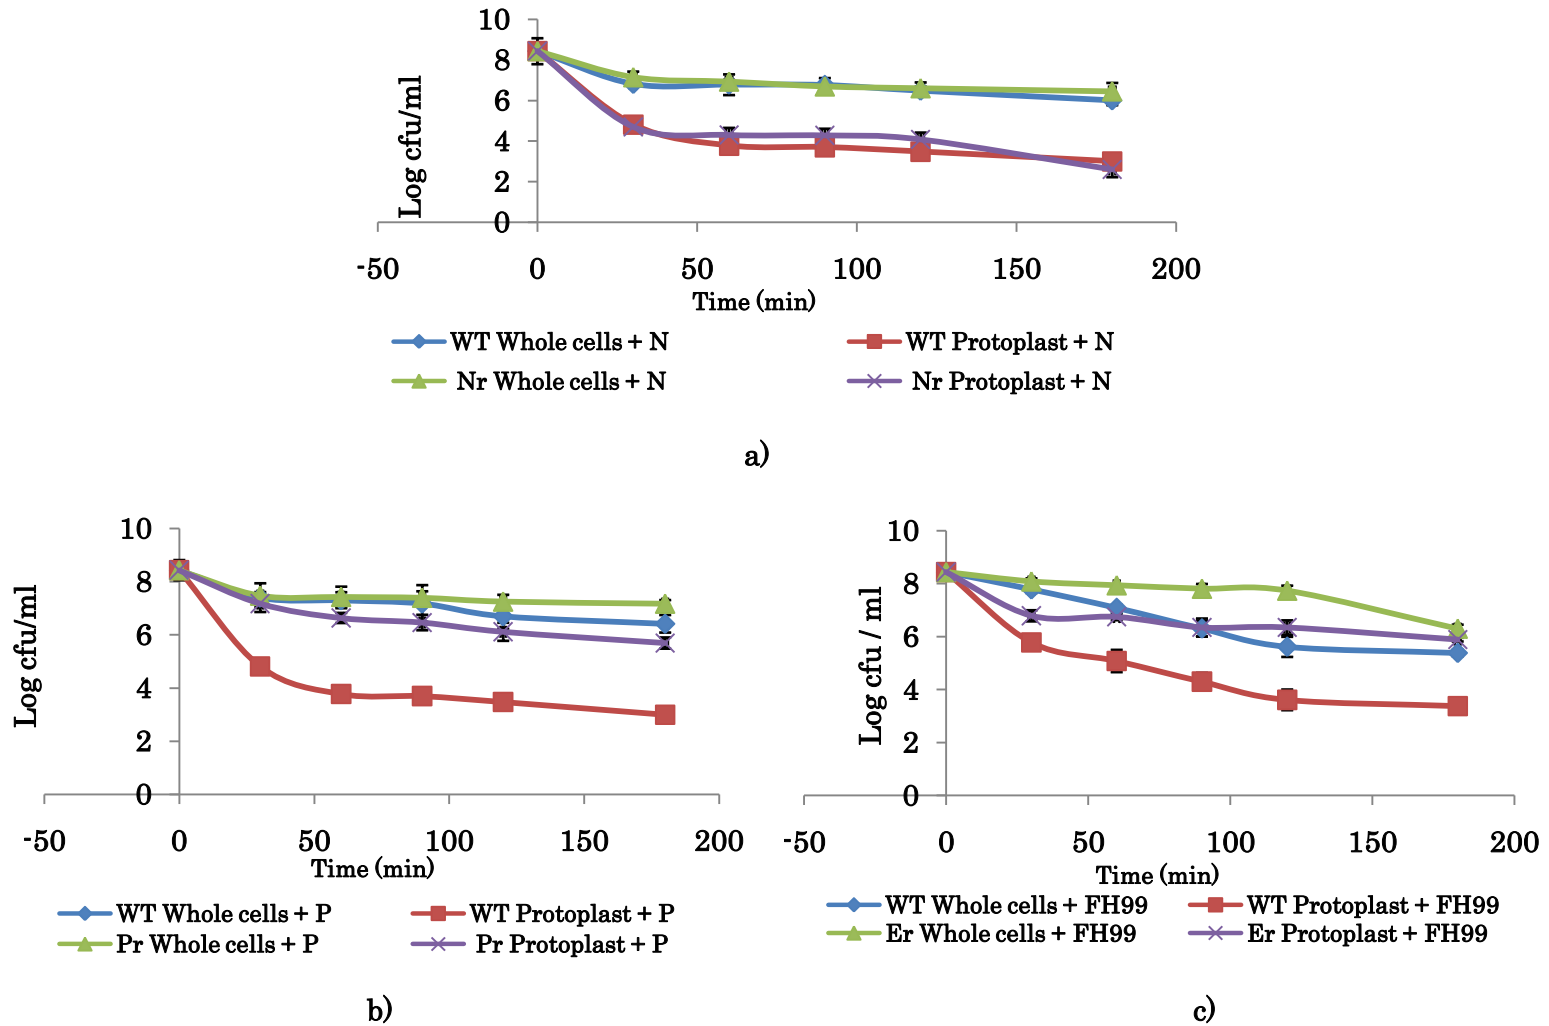 10
8
6
4
2
0
Log cfu/ml
-50 0 50 100 150 200
Time (min)
WT Whole cells + N WT Protoplast + N
Nr Whole cells + N Nr Protoplast + N
a)
10
8
6
4
2
0
Log cfu/ml
-50 0 50 100 150 200
Time (min)
WT Whole cells + P WT Protoplast + P
Pr Whole cells + P Pr Protoplast + P
b)
10
8
6
4
2
0
Log cfu / ml
-50 0 50 100 150 200
Time (min)
WT Whole cells + FH99 WT Protoplast + FH99
Er Whole cells + FH99 Er Protoplast + FH99
c)